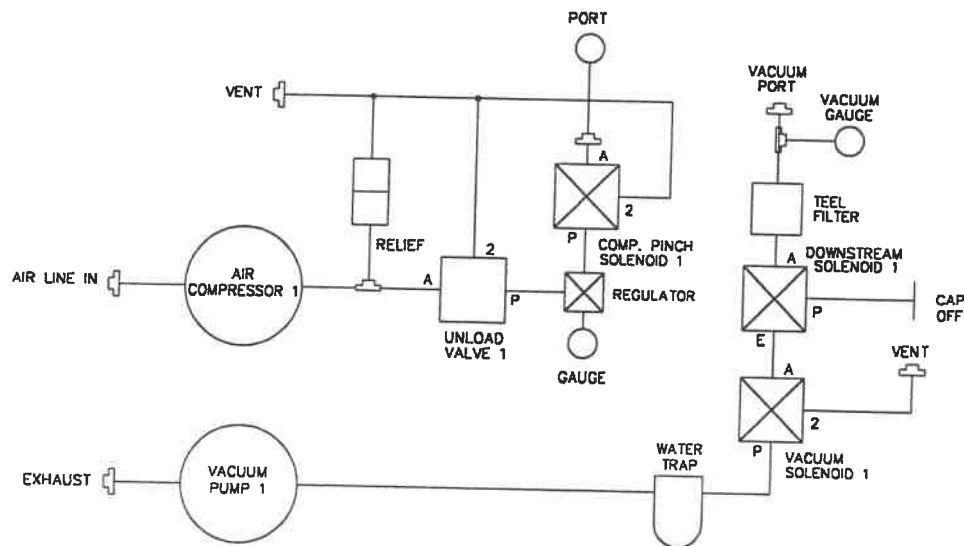 PORT
VENT
VACUUM
PORT
VACUUM
GAUGE
A
2
P
RELIEF
COMP. PINCH
SOLENOID 1
TEEL
FILTER
AIR LINE IN
AIR
COMPRESSOR 1
A
2
P
UNLOAD
VALVE 1
REGULATOR
GAUGE
A
DOWNSTREAM
SOLENOID 1
P
E
CAP
OFF
VENT
A
2
P
VACUUM
SOLENOID 1
WATER
TRAP
EXHAUST
VACUUM
PUMP 1